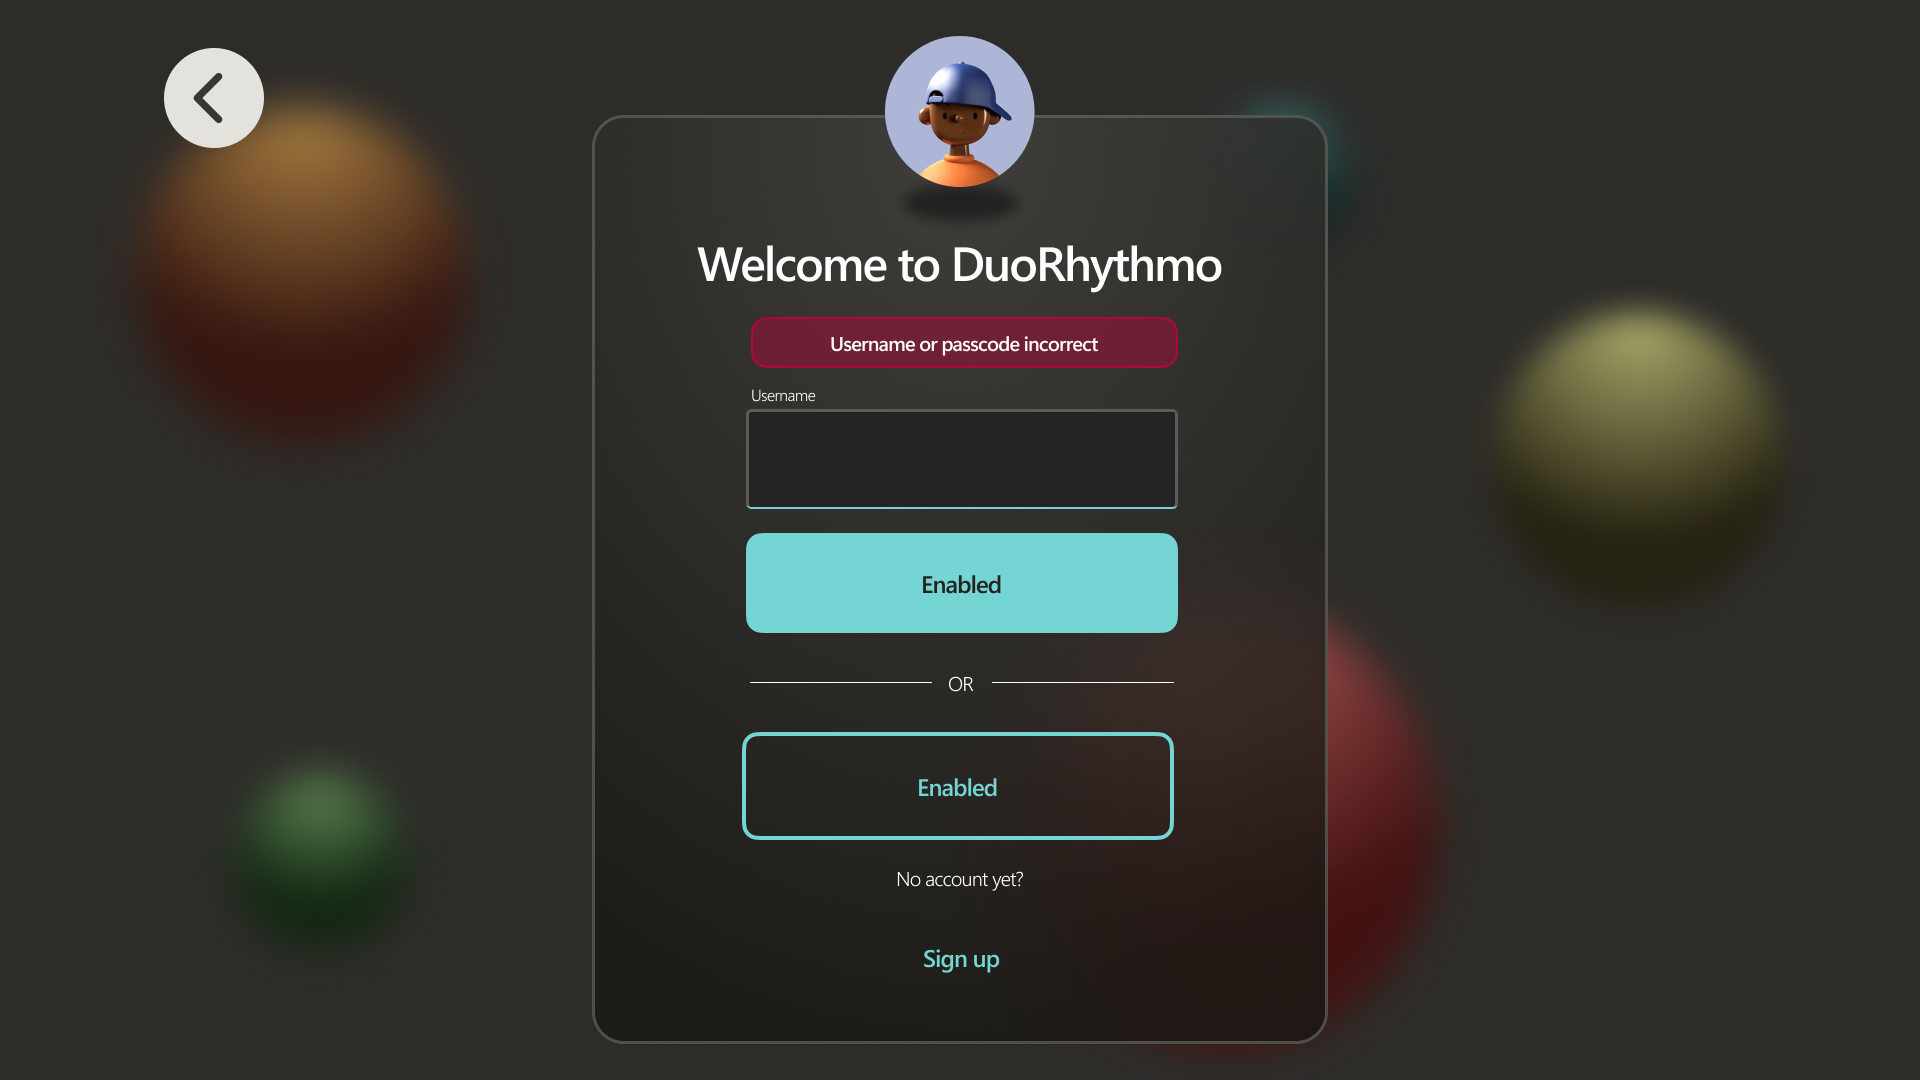 Welcome to DuoRhythmo
Username or passcode incorrect
Username
Enabled
OR
Enabled
No account yet?
Sign up